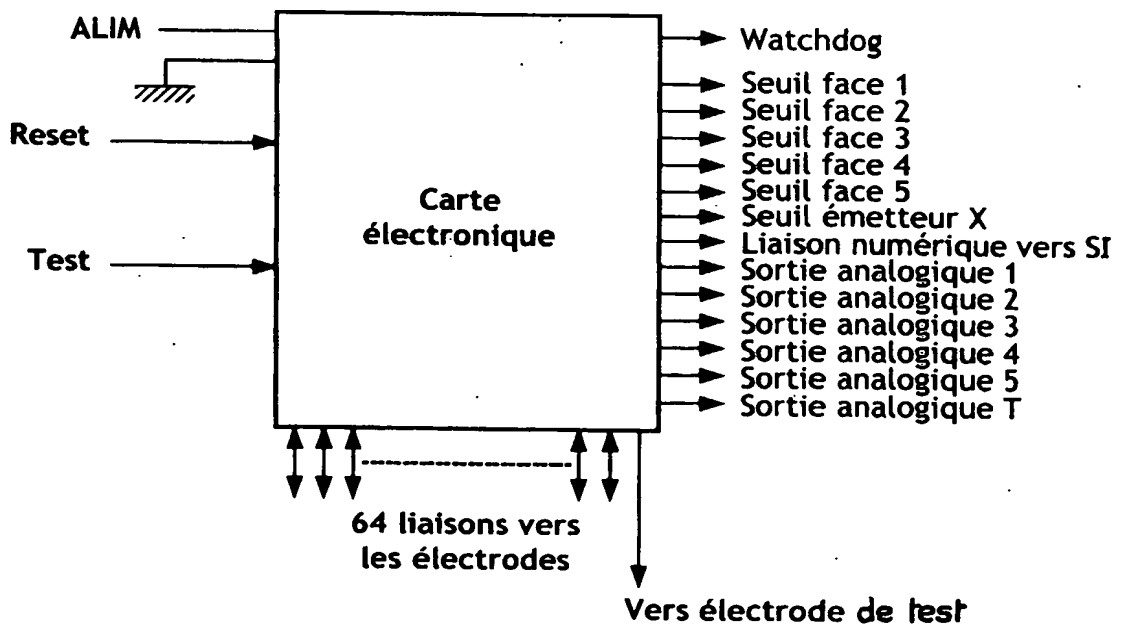 ALIM
Reset
Test
Carte
électronique
Watchdog
Seuil face 1
Seuil face 2
Seuil face 3
Seuil face 4
Seuil face 5
Seuil émetteur X
Liaison numérique vers SI
Sortie analogique 1
Sortie analogique 2
Sortie analogique 3
Sortie analogique 4
Sortie analogique 5
Sortie analogique T
64 liaisons vers
les électrodes
Vers électrode de test